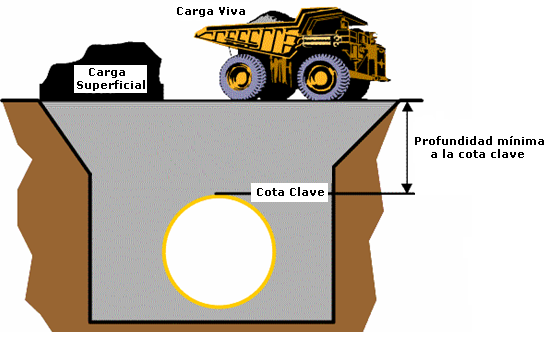 Carga Viva
Carga
Superficial
Profundidad mínima
a la cota clave
Cota Clave